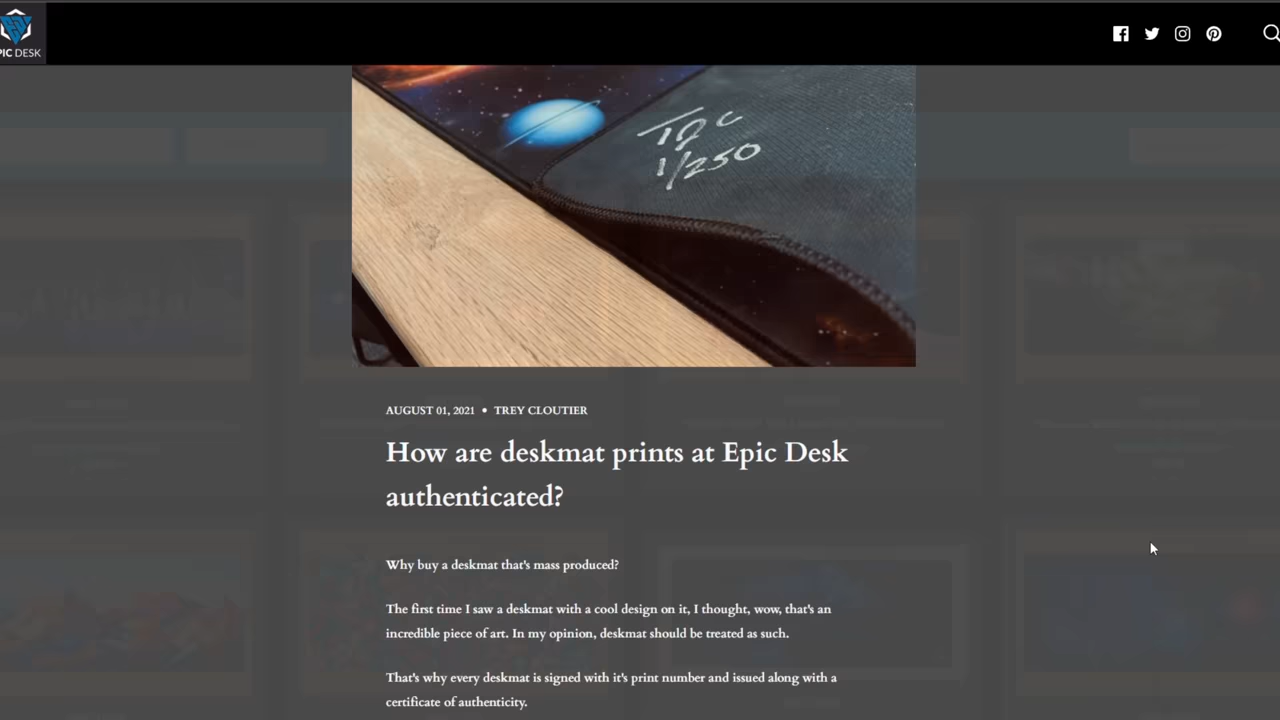 PIC DESK
1/250
AUGUST 01, 2021 • TREY CLOUTIER
How are deskmat prints at Epic Desk
authenticated?
Why buy a deskmat that's mass produced?
The first time I saw a deskmat with a cool design on it, I thought, wow, that's an
incredible piece of art. In my opinion, deskmat should be treated as such.
That's why every deskmat is signed with it's print number and issued along with a
certificate of authenticity.